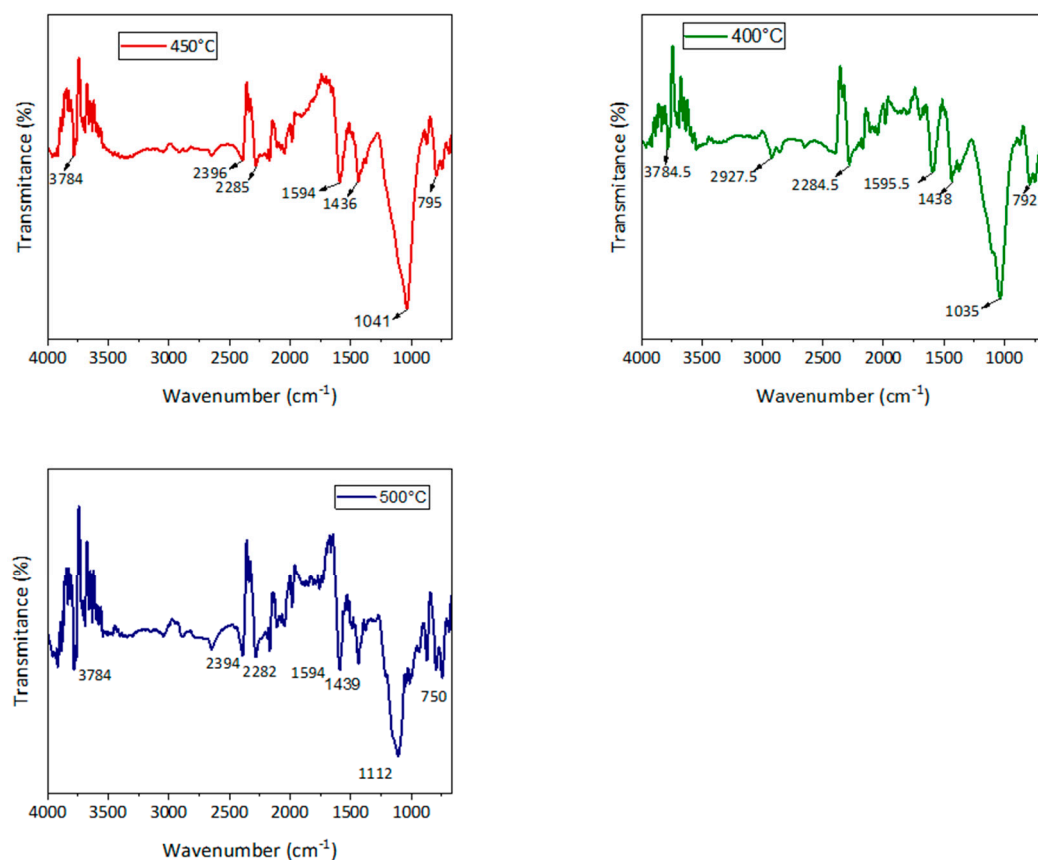 450°C
Transmitance (%)
3784
2396
2285
1594
1436
795
1041
4000 3500 3000 2500 2000 1500 1000
Wavenumber (cm⁻¹)
400°C
Transmitance (%)
3784.5
2927.5
2284.5
1595.5
1438
792
1035
4000 3500 3000 2500 2000 1500 1000
Wavenumber (cm⁻¹)
500°C
Transmitance (%)
3784
2394
2282
1594
1439
750
1112
4000 3500 3000 2500 2000 1500 1000
Wavenumber (cm⁻¹)